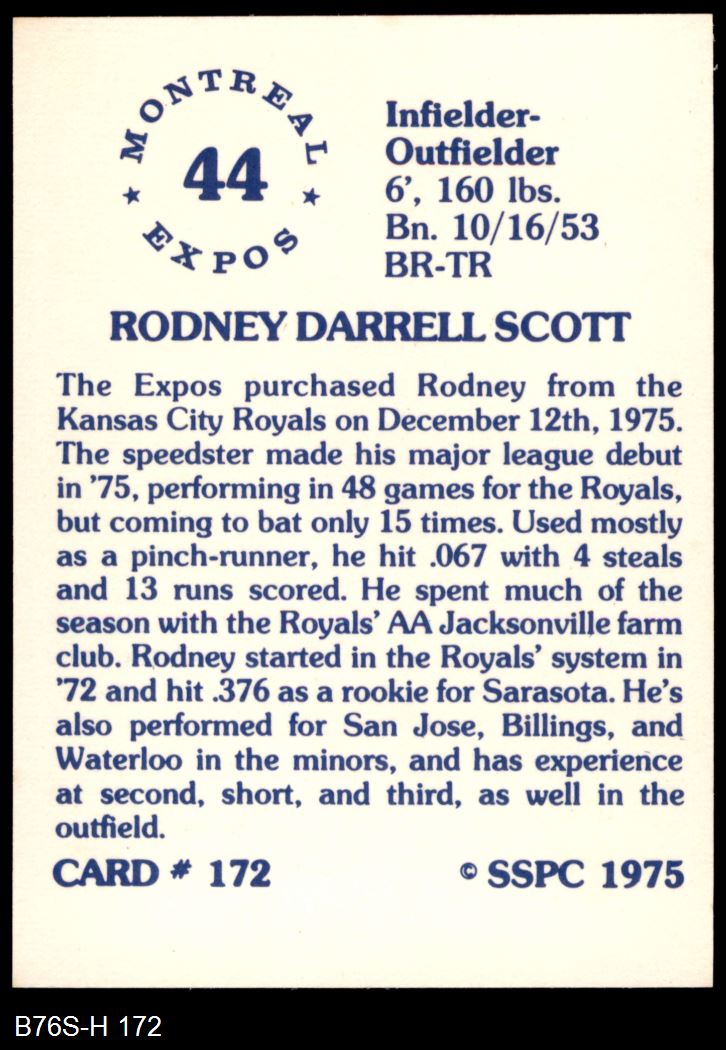 MONTREAL
★ 44 ★
EXPOS
Infielder-
Outfielder
6', 160 lbs.
Bn. 10/16/53
BR-TR
RODNEY DARRELL SCOTT
The Expos purchased Rodney from the
Kansas City Royals on December 12th, 1975.
The speedster made his major league debut
in '75, performing in 48 games for the Royals,
but coming to bat only 15 times. Used mostly
as a pinch-runner, he hit .067 with 4 steals
and 13 runs scored. He spent much of the
season with the Royals' AA Jacksonville farm
club. Rodney started in the Royals' system in
'72 and hit .376 as a rookie for Sarasota. He's
also performed for San Jose, Billings, and
Waterloo in the minors, and has experience
at second, short, and third, as well in the
outfield.
CARD # 172 © SSPC 1975
B76S-H 172